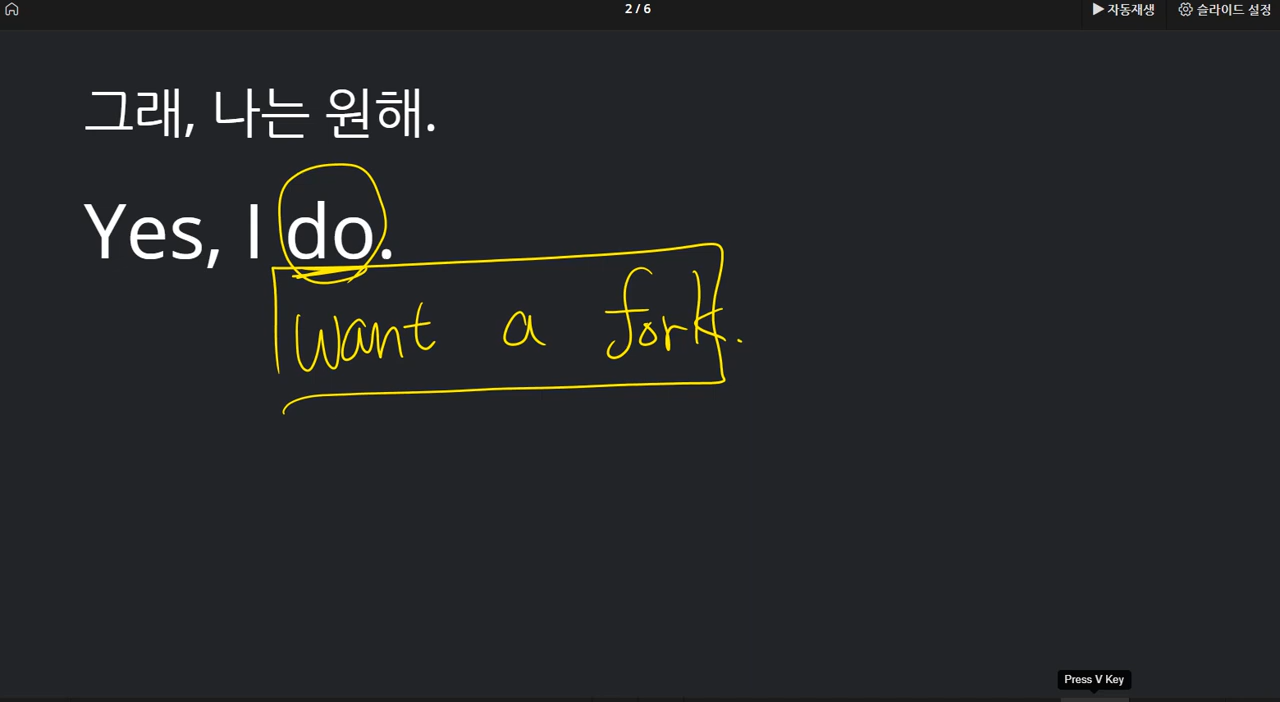 2 / 6
자동재생
슬라이드 설정
그래, 나는 원해.
Yes, I do.
want a fork.
Press V Key